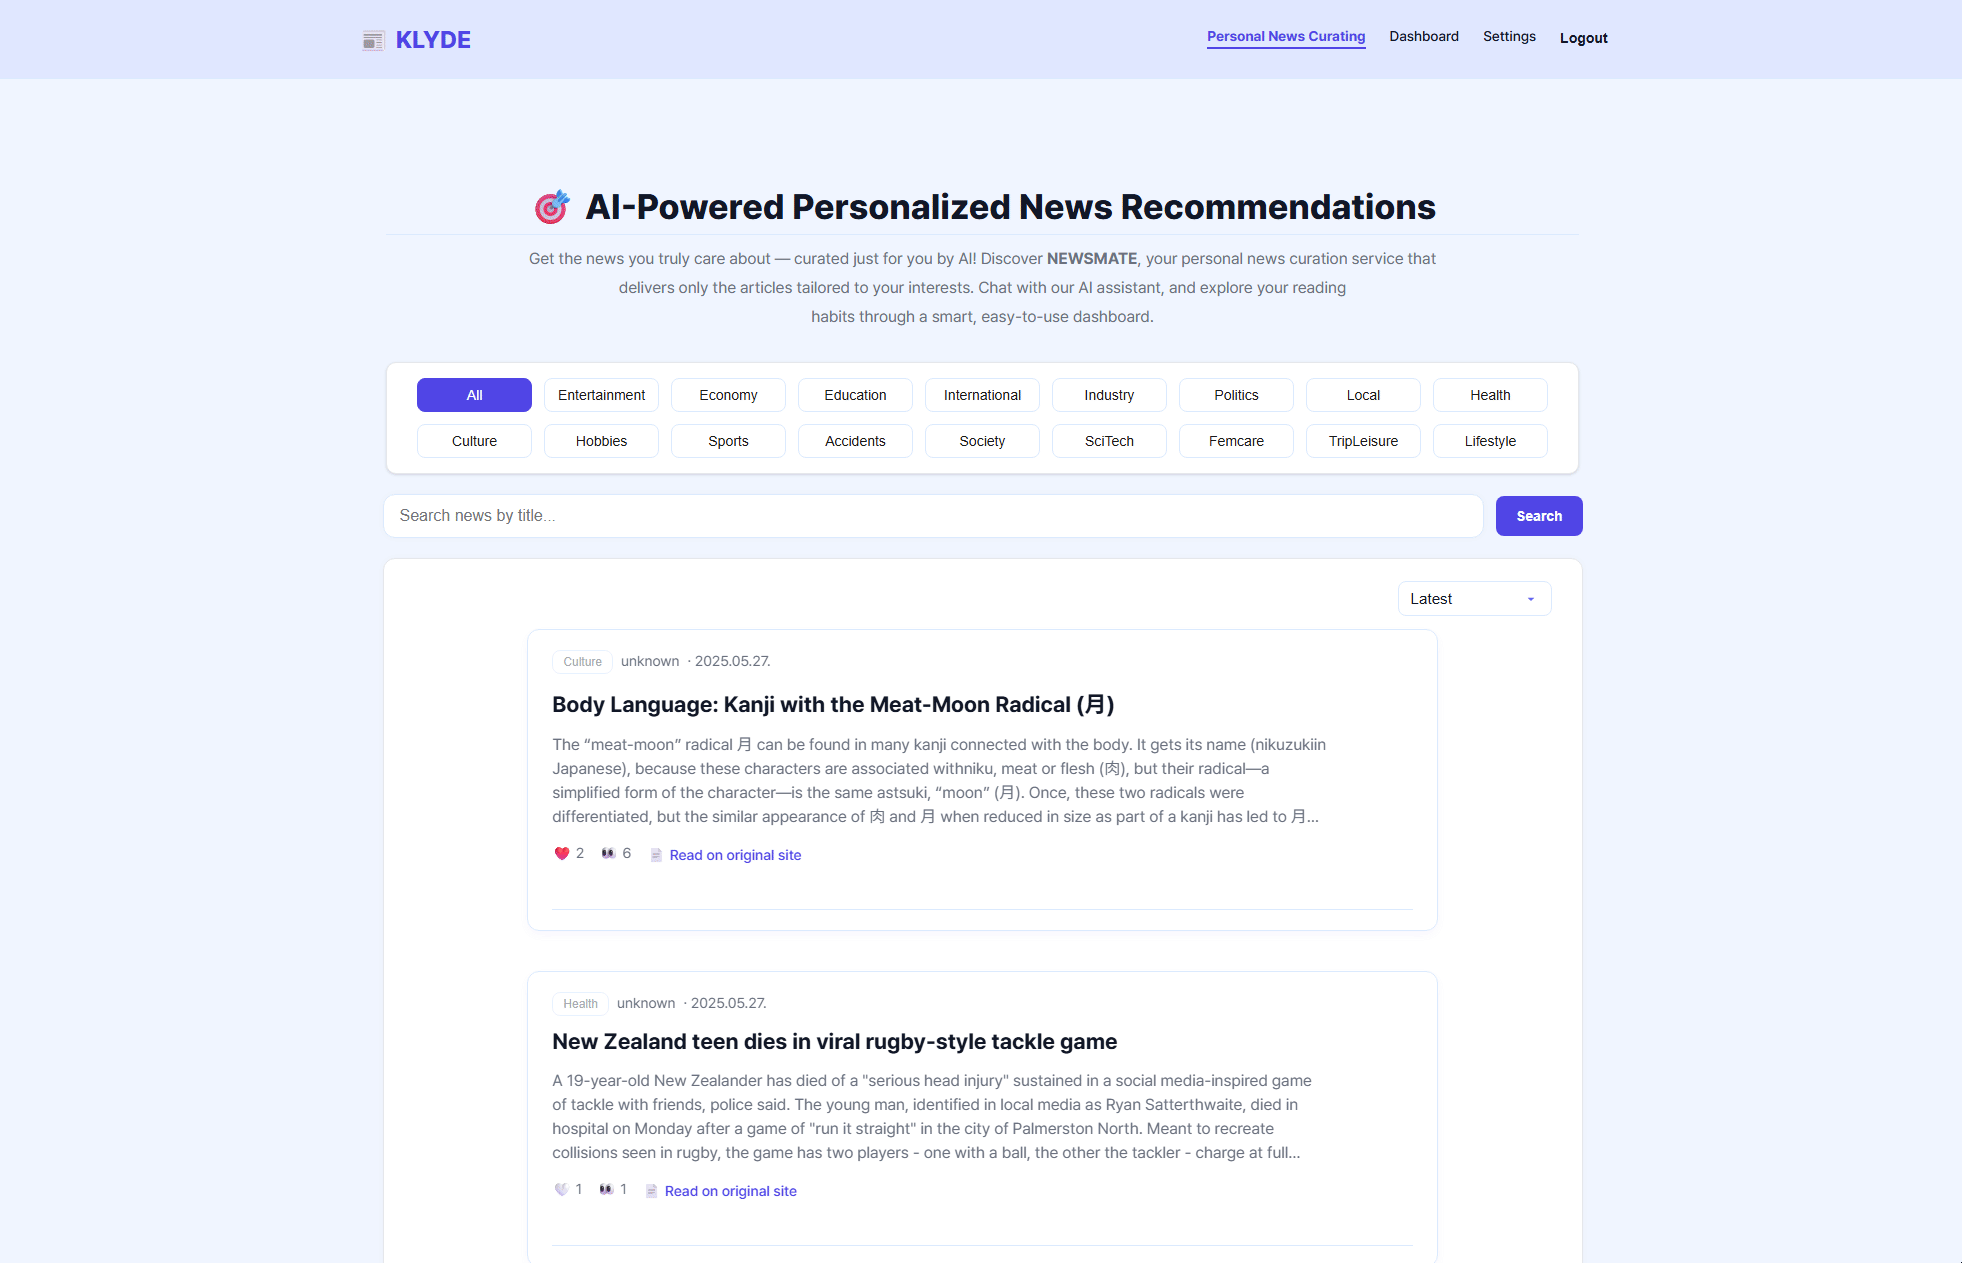 KLYDE
Personal News Curating Dashboard Settings Logout
AI-Powered Personalized News Recommendations
Get the news you truly care about — curated just for you by AI! Discover NEWSMATE, your personal news curation service that
delivers only the articles tailored to your interests. Chat with our AI assistant, and explore your reading
habits through a smart, easy-to-use dashboard.
All Entertainment Economy Education International Industry Politics Local Health
Culture Hobbies Sports Accidents Society SciTech Femcare TripLeisure Lifestyle
Search news by title...
Search
Latest
Culture unknown · 2025.05.27.
Body Language: Kanji with the Meat-Moon Radical (月)
The “meat-moon” radical 月 can be found in many kanji connected with the body. It gets its name (nikuzukiin
Japanese), because these characters are associated withniku, meat or flesh (肉), but their radical—a
simplified form of the character—is the same astsuki, “moon” (月). Once, these two radicals were
differentiated, but the similar appearance of 肉 and 月 when reduced in size as part of a kanji has led to 月...
2 6 Read on original site
Health unknown · 2025.05.27.
New Zealand teen dies in viral rugby-style tackle game
A 19-year-old New Zealander has died of a "serious head injury" sustained in a social media-inspired game
of tackle with friends, police said. The young man, identified in local media as Ryan Satterthwaite, died in
hospital on Monday after a game of "run it straight" in the city of Palmerston North. Meant to recreate
collisions seen in rugby, the game has two players - one with a ball, the other the tackler - charge at full...
1 1 Read on original site